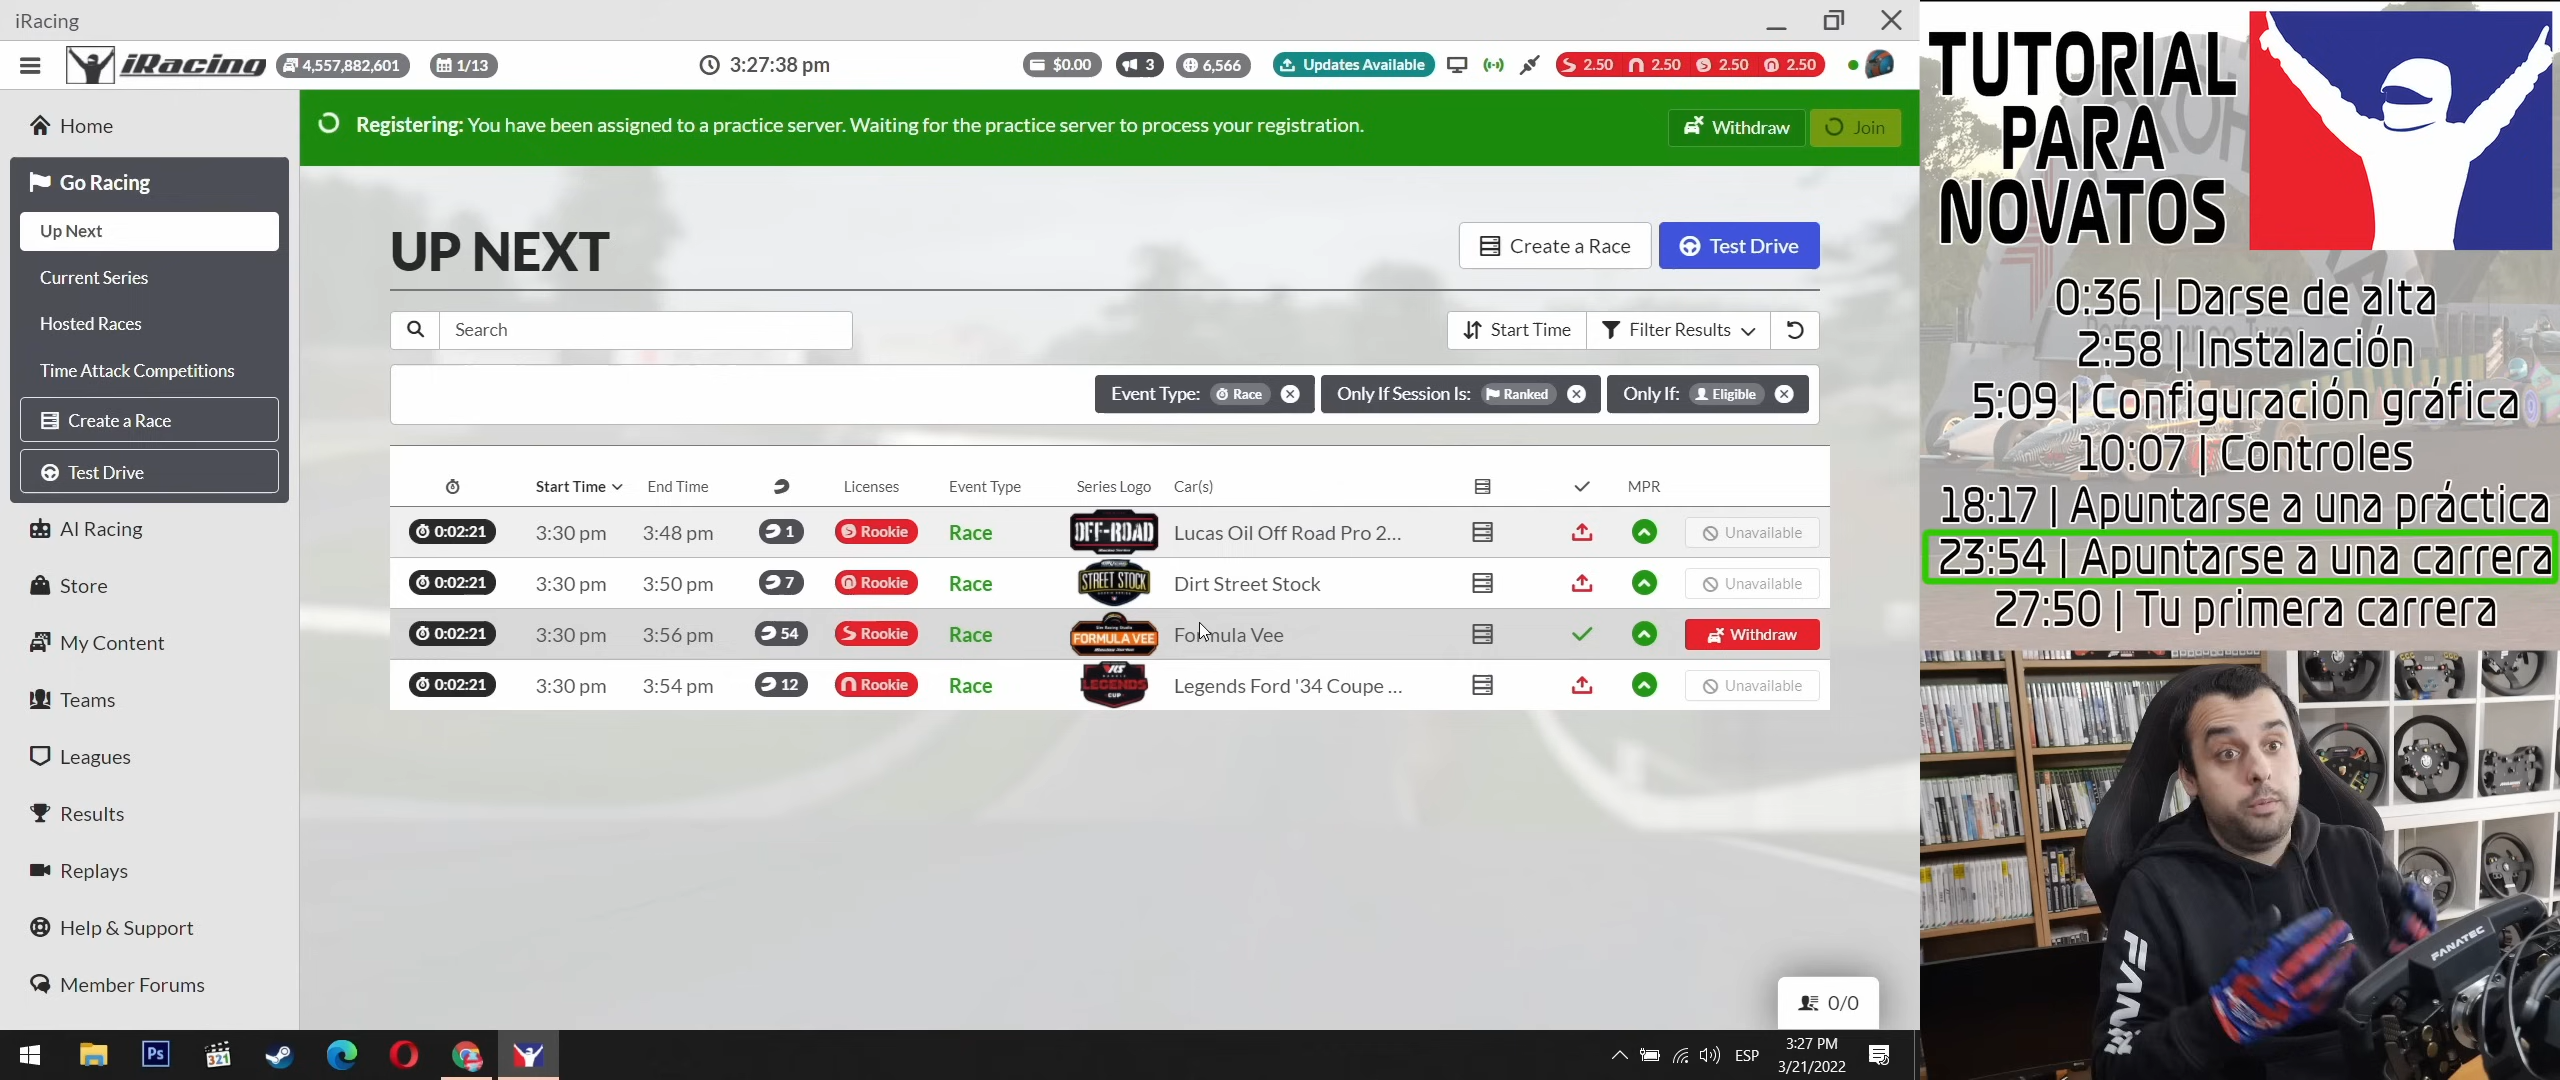 iRacing
iRacing 4,557,882,601 1/13 3:27:38 pm $0.00 3 6,566 Updates Available 2.50 2.50 2.50 2.50
Home
Go Racing
Up Next
Current Series
Hosted Races
Time Attack Competitions
Create a Race
Test Drive
AI Racing
Store
My Content
Teams
Leagues
Results
Replays
Help & Support
Member Forums
Registering: You have been assigned to a practice server. Waiting for the practice server to process your registration.
Withdraw Join
UP NEXT
Create a Race Test Drive
Search
Start Time Filter Results
Event Type: Race Only If Session Is: Ranked Only If: Eligible
Start Time End Time Licenses Event Type Series Logo Car(s) MPR
0:02:21 3:30 pm 3:48 pm 1 Rookie Race OFF-ROAD Lucas Oil Off Road Pro 2... Unavailable
0:02:21 3:30 pm 3:50 pm 7 Rookie Race STREET STOCK Dirt Street Stock Unavailable
0:02:21 3:30 pm 3:56 pm 54 Rookie Race FORMULA VEE Formula Vee Withdraw
0:02:21 3:30 pm 3:54 pm 12 Rookie Race LEGENDS CUP Legends Ford '34 Coupe ... Unavailable
0/0
Ps 321 ESP
3:27 PM
3/21/2022
TUTORIAL
PARA
NOVATOS
0:36 | Darse de alta
2:58 | Instalación
5:09 | Configuración gráfica
10:07 | Controles
18:17 | Apuntarse a una práctica
23:54 | Apuntarse a una carrera
27:50 | Tu primera carrera
FANATEC
FAN